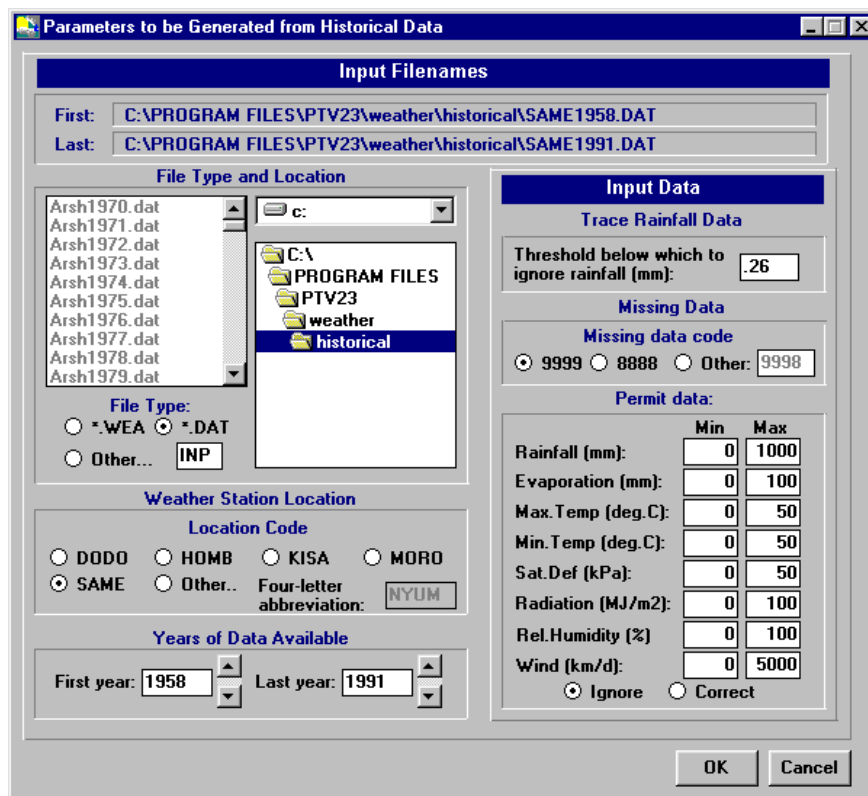 Parameters to be Generated from Historical Data
Input Filenames
First: C:\PROGRAM FILES\PTV23\weather\historical\SAME1958.DAT
Last: C:\PROGRAM FILES\PTV23\weather\historical\SAME1991.DAT
File Type and Location
Arsh1970.dat
Arsh1971.dat
Arsh1972.dat
Arsh1973.dat
Arsh1974.dat
Arsh1975.dat
Arsh1976.dat
Arsh1977.dat
Arsh1978.dat
Arsh1979.dat
c:
C:\
PROGRAM FILES
PTV23
weather
historical
File Type:
*.WEA *.DAT
Other... INP
Weather Station Location
Location Code
DODO HOMB KISA MORO
SAME Other.. Four-letter
abbreviation: NYUM
Years of Data Available
First year: 1958 Last year: 1991
Input Data
Trace Rainfall Data
Threshold below which to
ignore rainfall (mm): .26
Missing Data
Missing data code
9999 8888 Other: 9998
Permit data:
Min Max
Rainfall (mm): 0 1000
Evaporation (mm): 0 100
Max.Temp (deg.C): 0 50
Min.Temp (deg.C): 0 50
Sat.Def (kPa): 0 50
Radiation (MJ/m2): 0 100
Rel.Humidity (%) 0 100
Wind (km/d): 0 5000
Ignore Correct
OK Cancel